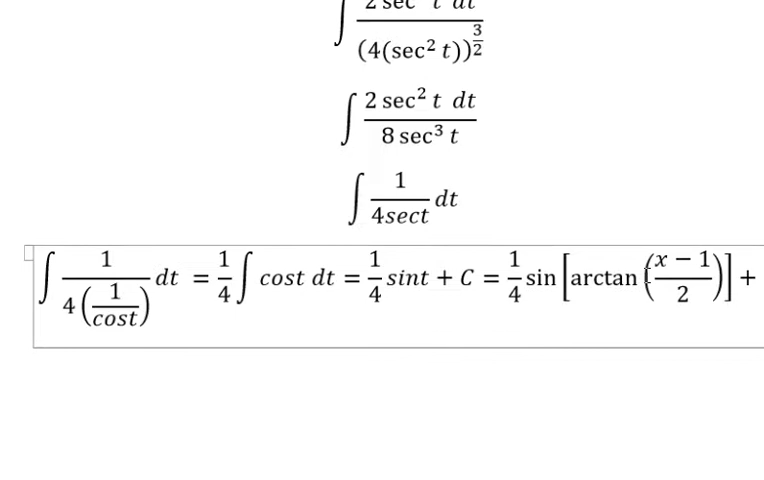 ∫ 2 sec² t dt / (4(sec² t))^(3/2)
∫ 2 sec² t dt / 8 sec³ t
∫ 1 / 4sect dt
∫ 1 / 4(1/cost) dt = 1/4 ∫ cost dt = 1/4 sint + C = 1/4 sin [arctan ((x − 1)/2)] +